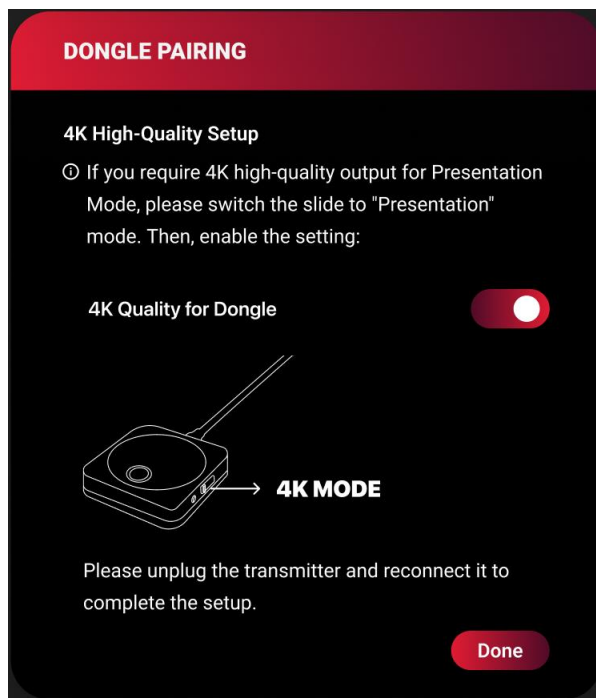 DONGLE PAIRING
4K High-Quality Setup
If you require 4K high-quality output for Presentation
Mode, please switch the slide to "Presentation"
mode. Then, enable the setting:
4K Quality for Dongle
4K MODE
Please unplug the transmitter and reconnect it to
complete the setup.
Done